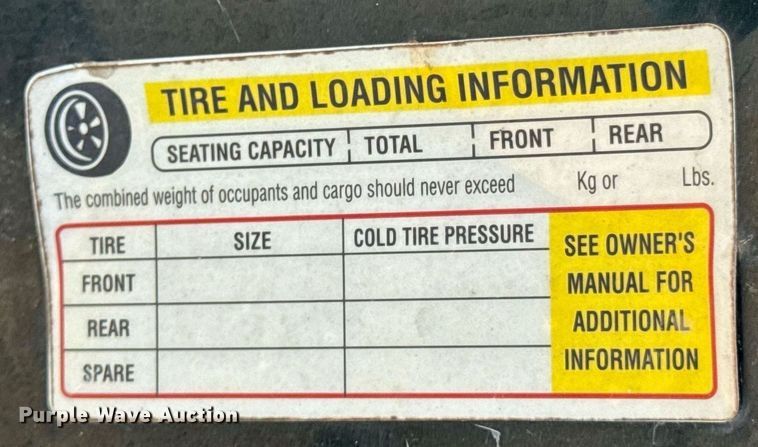 TIRE AND LOADING INFORMATION
SEATING CAPACITY TOTAL FRONT REAR
The combined weight of occupants and cargo should never exceed Kg or Lbs.
TIRE SIZE COLD TIRE PRESSURE
FRONT
REAR
SPARE
SEE OWNER'S
MANUAL FOR
ADDITIONAL
INFORMATION
Purple Wave Auction